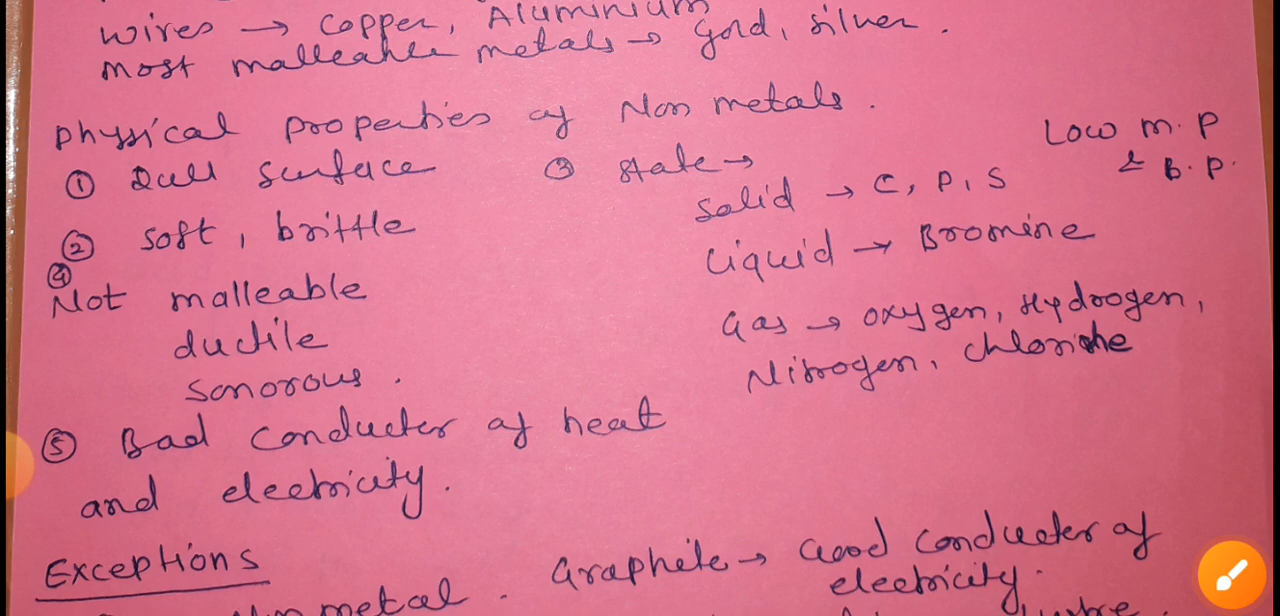 wires → copper, Aluminium
most malleable metals → Gold, silver.
Physical properties of Non metals.
① Dull surface
② soft, brittle
④
Not malleable
ductile
sonorous.
③ State →
Solid → C, P, S
Liquid → Bromine
Gas → oxygen, Hydrogen,
Nitrogen, chlorine
Low m.P
& B.P.
⑤ Bad conductor of heat
and electricity.
Exceptions
Graphite → Good conductor of
electricity.
metal.